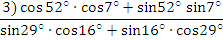 3) cos 52° · cos7° + sin52° sin7°
sin29° · cos16° + sin16° · cos29°